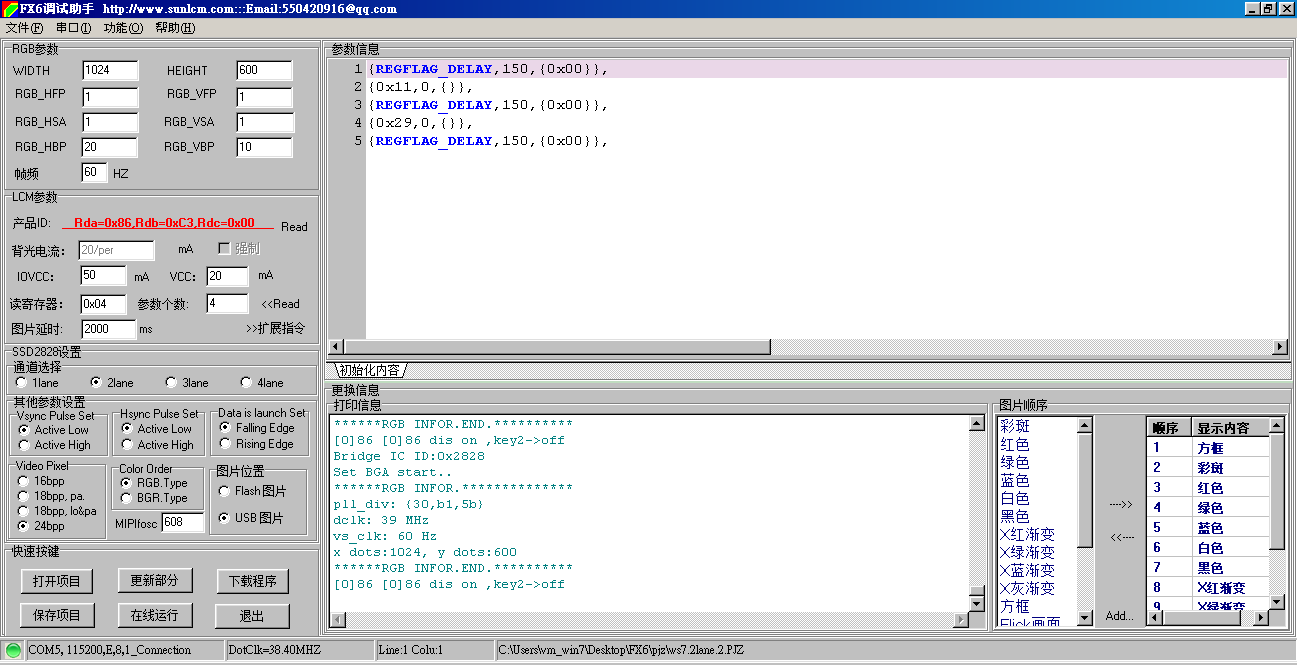 FX6调试助手 http://www.sunlcm.com:::Email:550420916@qq.com
文件(F) 串口(I) 功能(O) 帮助(H)
RGB参数
WIDTH 1024 HEIGHT 600
RGB_HFP 1 RGB_VFP 1
RGB_HSA 1 RGB_VSA 1
RGB_HBP 20 RGB_VBP 10
帧频 60 HZ
LCM参数
产品ID: Rda=0x86,Rdb=0xC3,Rdc=0x00 Read
背光电流: 20/per mA 强制
IOVCC: 50 mA VCC: 20 mA
读寄存器: 0x04 参数个数: 4 <<Read
图片延时: 2000 ms >>扩展指令
SSD2828设置
通道选择
1lane 2lane 3lane 4lane
其他参数设置
Vsync Pulse Set
Active Low
Active High
Hsync Pulse Set
Active Low
Active High
Data is launch Set
Falling Edge
Rising Edge
Video Pixel
16bpp
18bpp, pa.
18bpp, lo&pa
24bpp
Color Order
RGB.Type
BGR.Type
MIPIfosc 608
图片位置
Flash 图片
USB 图片
快速按键
打开项目 更新部分 下载程序
保存项目 在线运行 退出
参数信息
1 {REGFLAG_DELAY,150,{0x00}},
2 {0x11,0,{}},
3 {REGFLAG_DELAY,150,{0x00}},
4 {0x29,0,{}},
5 {REGFLAG_DELAY,150,{0x00}},
\初始化内容/
更换信息
打印信息
******RGB INFOR.END.**********
[0]86 [0]86 dis on ,key2->off
Bridge IC ID:0x2828
Set BGA start..
******RGB INFOR.**************
pll_div: {30,b1,5b}
dclk: 39 MHz
vs_clk: 60 Hz
x dots:1024, y dots:600
******RGB INFOR.END.**********
[0]86 [0]86 dis on ,key2->off
图片顺序
彩斑
红色
绿色
蓝色
白色
黑色
X红渐变
X绿渐变
X蓝渐变
X灰渐变
方框
Flick画面
---->>
<<----
Add...
顺序 显示内容
1 方框
2 彩斑
3 红色
4 绿色
5 蓝色
6 白色
7 黑色
8 X红渐变
9 X绿渐变
COM5, 115200,E,8,1_Connection DotClk=38.40MHZ Line:1 Colu:1 C:\Users\wm_win7\Desktop\FX6\pjz\ws7.2lane.2.PJZ